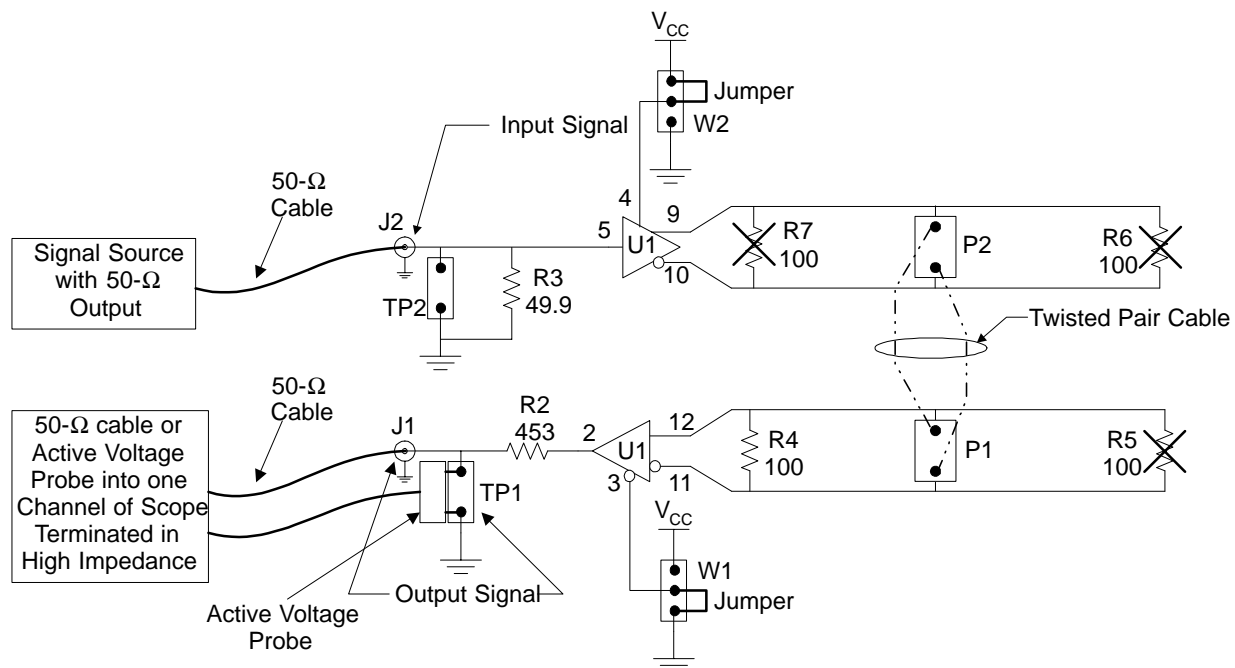 V_CC
Jumper
W2
Input Signal
50-Ω
Cable
J2
4
5
U1
9
10
R7
100
P2
R6
100
Signal Source
with 50-Ω
Output
TP2
R3
49.9
Twisted Pair Cable
50-Ω
Cable
J1
R2
453
2
U1
12
11
3
R4
100
P1
R5
100
50-Ω cable or
Active Voltage
Probe into one
Channel of Scope
Terminated in
High Impedance
TP1
V_CC
W1
Jumper
Output Signal
Active Voltage
Probe